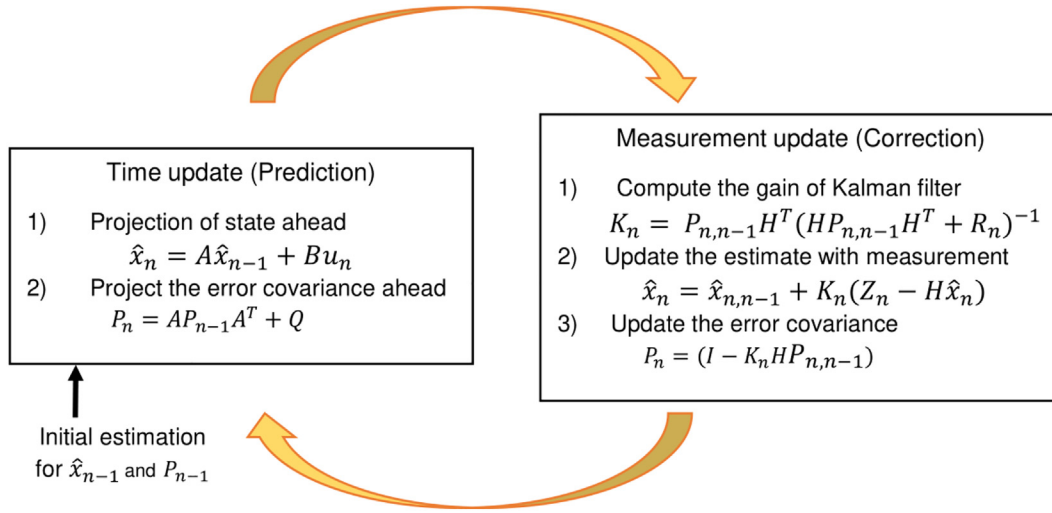 Time update (Prediction)
1) Projection of state ahead
x̂ₙ = Ax̂ₙ₋₁ + Buₙ
2) Project the error covariance ahead
Pₙ = APₙ₋₁Aᵀ + Q
Initial estimation
for x̂ₙ₋₁ and Pₙ₋₁
Measurement update (Correction)
1) Compute the gain of Kalman filter
Kₙ = Pₙ,ₙ₋₁Hᵀ(HPₙ,ₙ₋₁Hᵀ + Rₙ)⁻¹
2) Update the estimate with measurement
x̂ₙ = x̂ₙ,ₙ₋₁ + Kₙ(Zₙ − Hx̂ₙ)
3) Update the error covariance
Pₙ = (I − KₙHPₙ,ₙ₋₁)